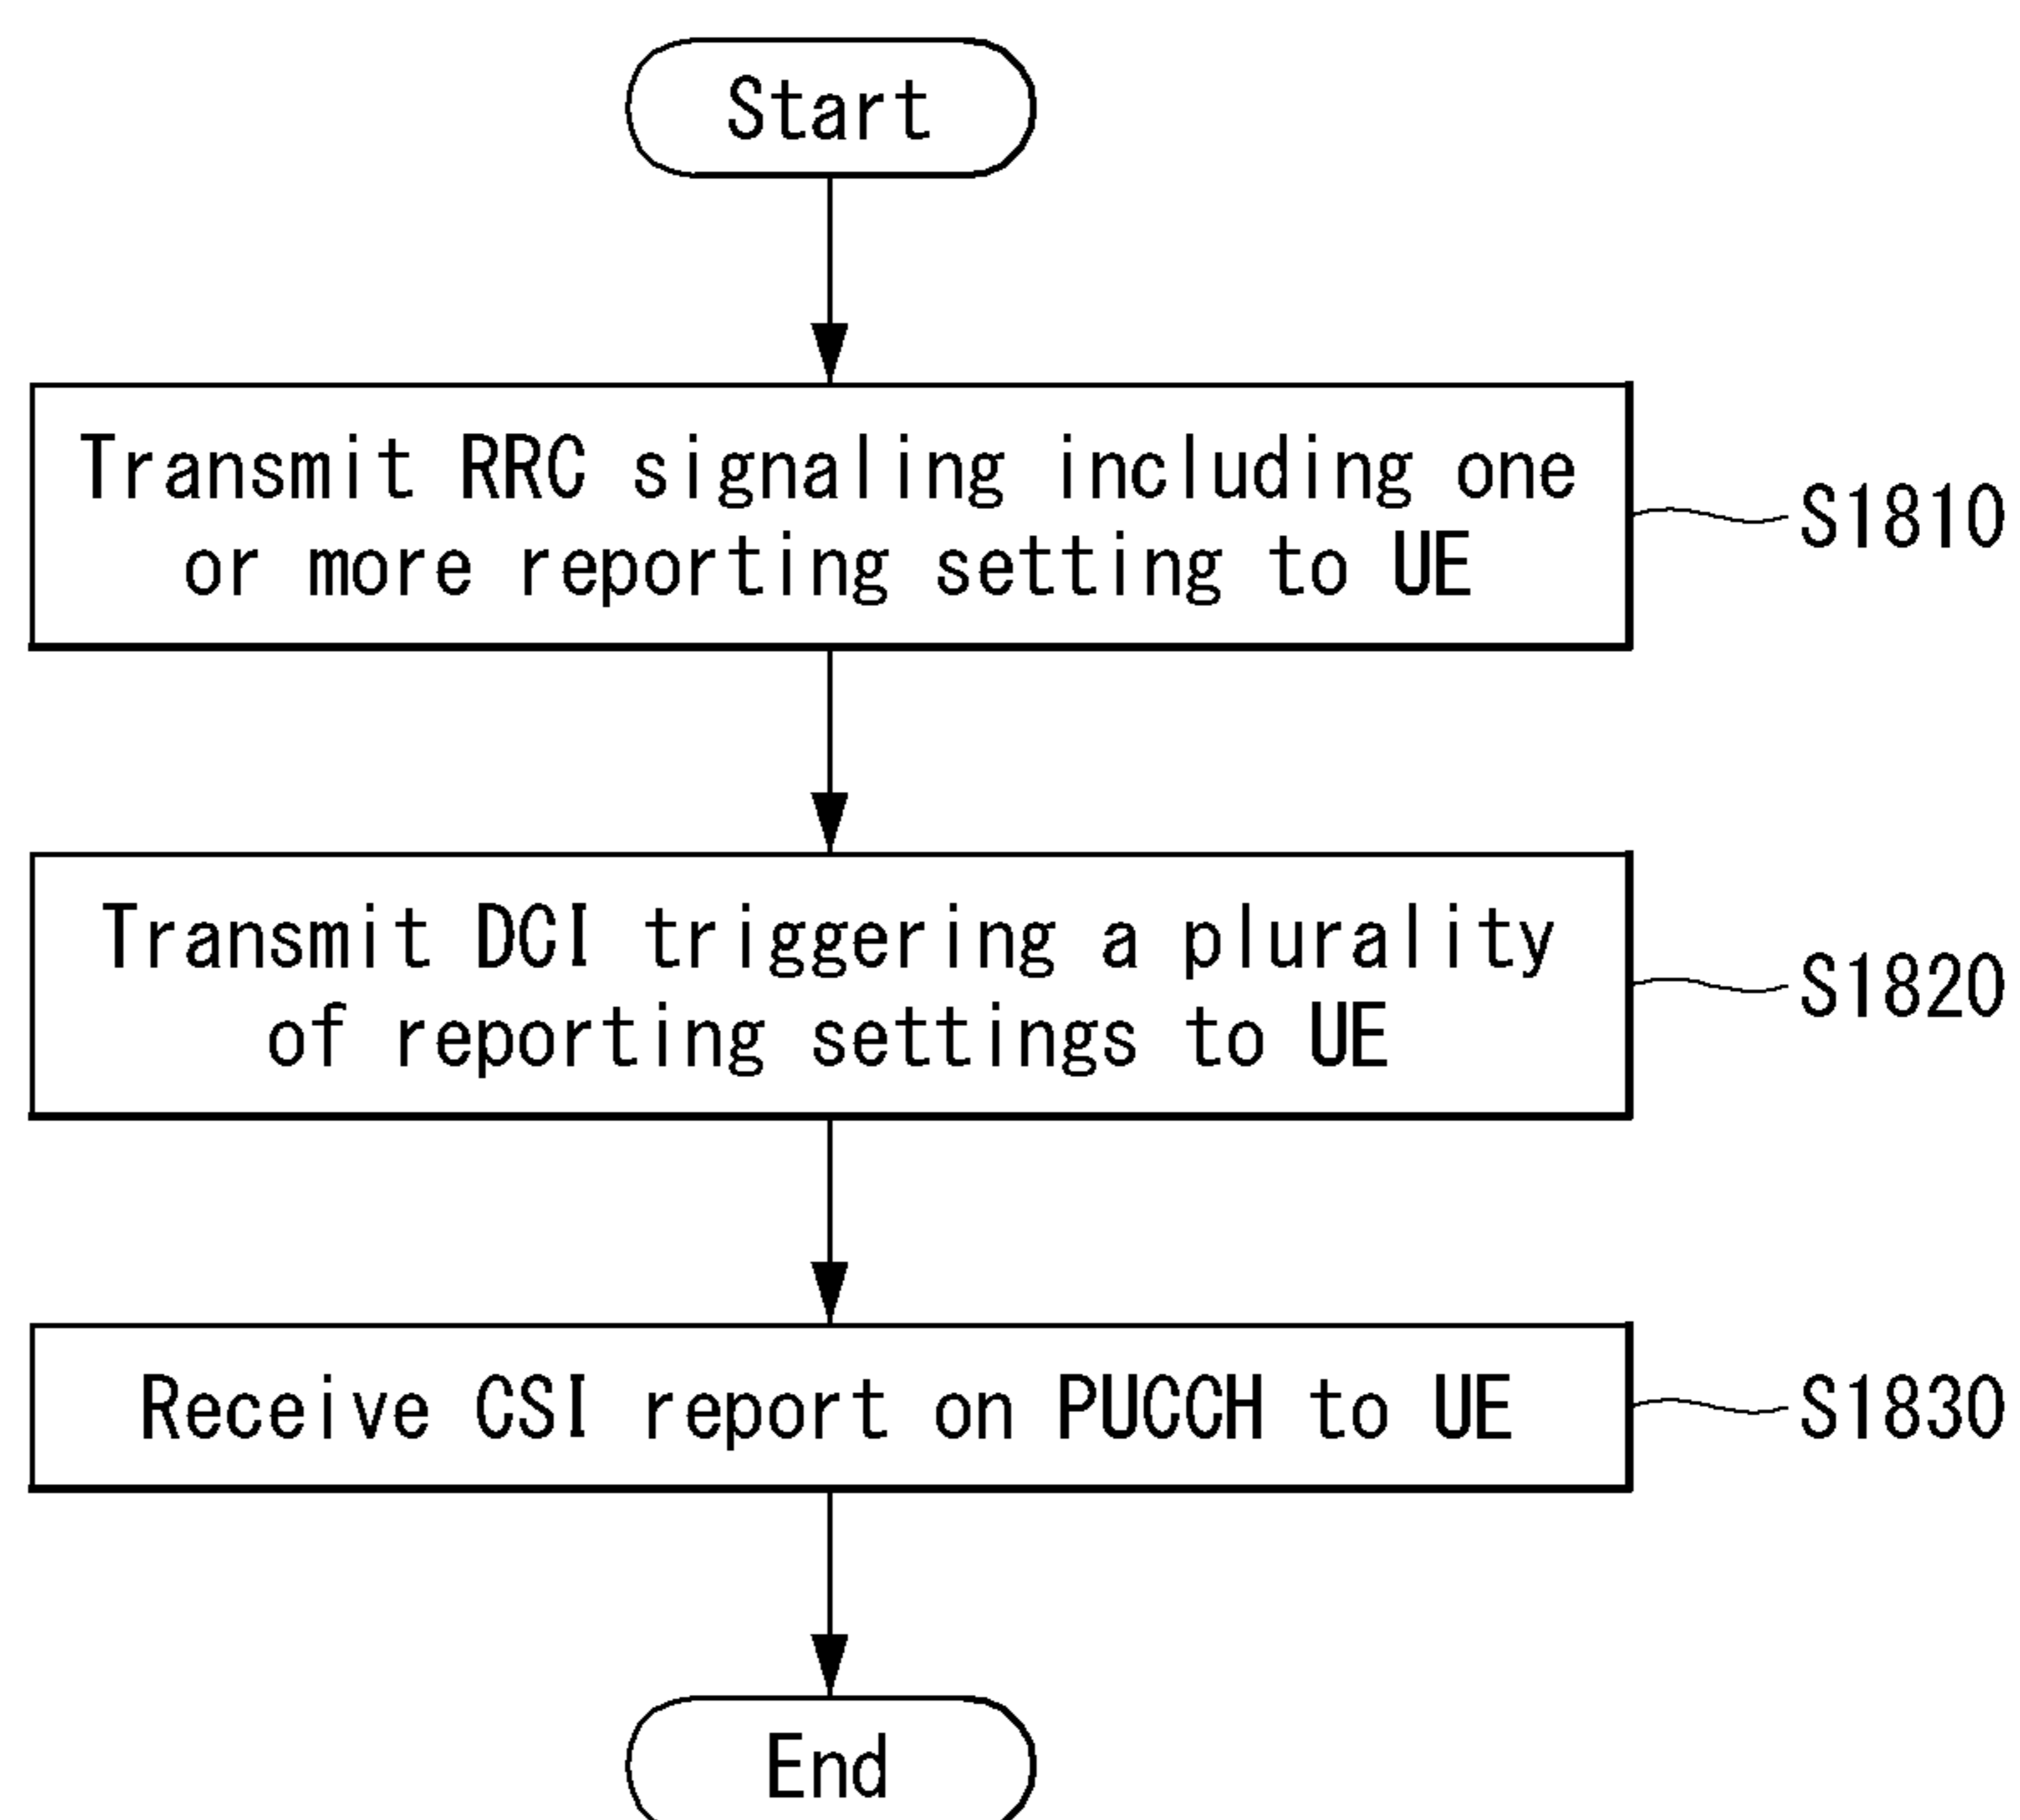 Start
Transmit RRC signaling including one
or more reporting setting to UE
S1810
Transmit DCI triggering a plurality
of reporting settings to UE
S1820
Receive CSI report on PUCCH to UE
S1830
End